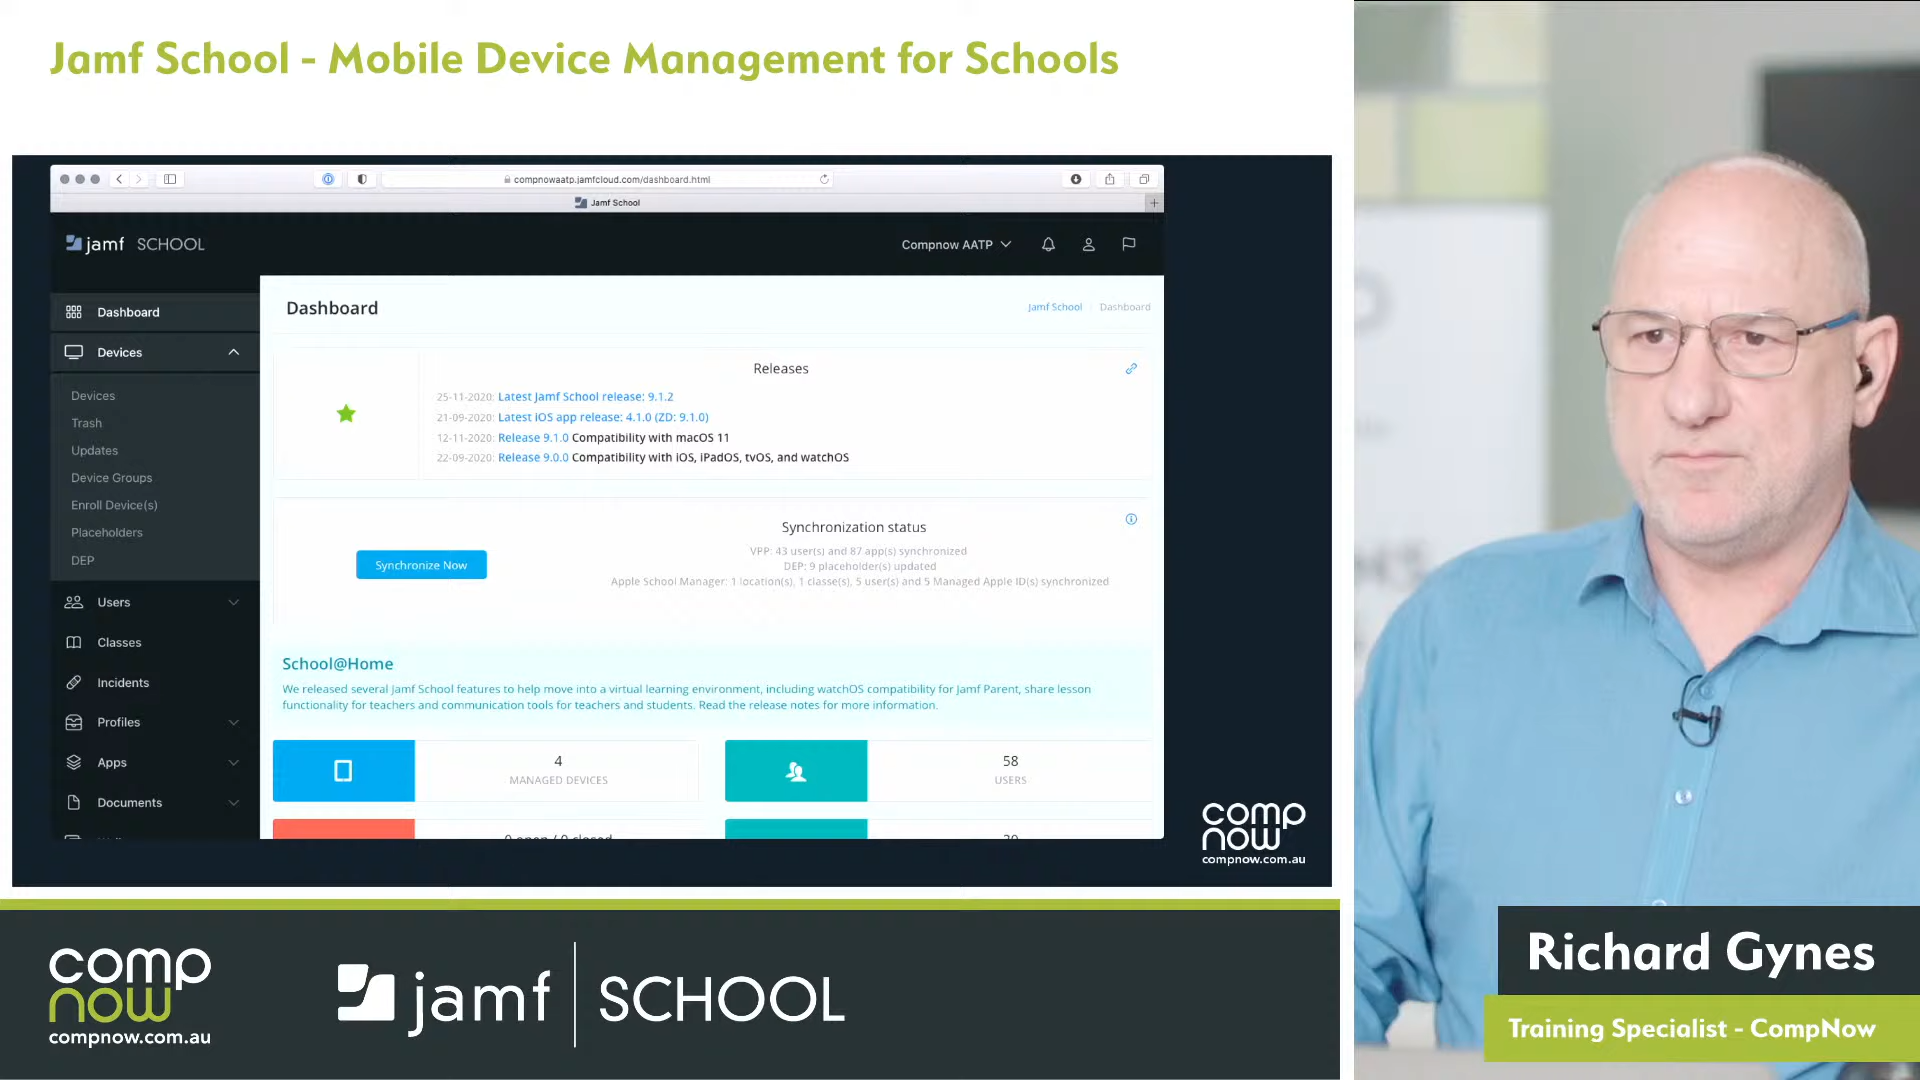 Jamf School - Mobile Device Management for Schools
compnowaatp.jamfcloud.com/dashboard.html
Jamf School
jamf SCHOOL
Compnow AATP
Dashboard
Devices
Devices
Trash
Updates
Device Groups
Enroll Device(s)
Placeholders
DEP
Users
Classes
Incidents
Profiles
Apps
Documents
Dashboard
Jamf School Dashboard
Releases
25-11-2020: Latest Jamf School release: 9.1.2
21-09-2020: Latest iOS app release: 4.1.0 (ZD: 9.1.0)
12-11-2020: Release 9.1.0 Compatibility with macOS 11
22-09-2020: Release 9.0.0 Compatibility with iOS, iPadOS, tvOS, and watchOS
Synchronize Now
Synchronization status
VPP: 43 user(s) and 87 app(s) synchronized
DEP: 9 placeholder(s) updated
Apple School Manager: 1 location(s), 1 classe(s), 5 user(s) and 5 Managed Apple ID(s) synchronized
School@Home
We released several Jamf School features to help move into a virtual learning environment, including watchOS compatibility for Jamf Parent, share lesson
functionality for teachers and communication tools for teachers and students. Read the release notes for more information.
4
MANAGED DEVICES
58
USERS
0 open / 0 closed
comp
now
compnow.com.au
comp
now
compnow.com.au
jamf SCHOOL
Richard Gynes
Training Specialist - CompNow